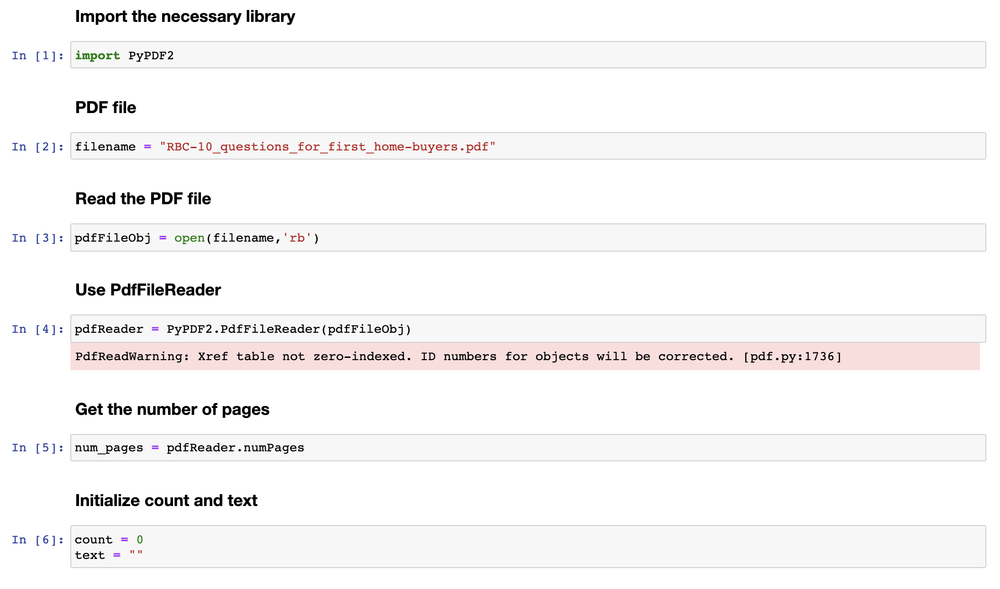 Import the necessary library
In [1]: import PyPDF2
PDF file
In [2]: filename = "RBC-10_questions_for_first_home-buyers.pdf"
Read the PDF file
In [3]: pdfFileObj = open(filename,'rb')
Use PdfFileReader
In [4]: pdfReader = PyPDF2.PdfFileReader(pdfFileObj)
PdfReadWarning: Xref table not zero-indexed. ID numbers for objects will be corrected. [pdf.py:1736]
Get the number of pages
In [5]: num_pages = pdfReader.numPages
Initialize count and text
In [6]: count = 0
text = ""